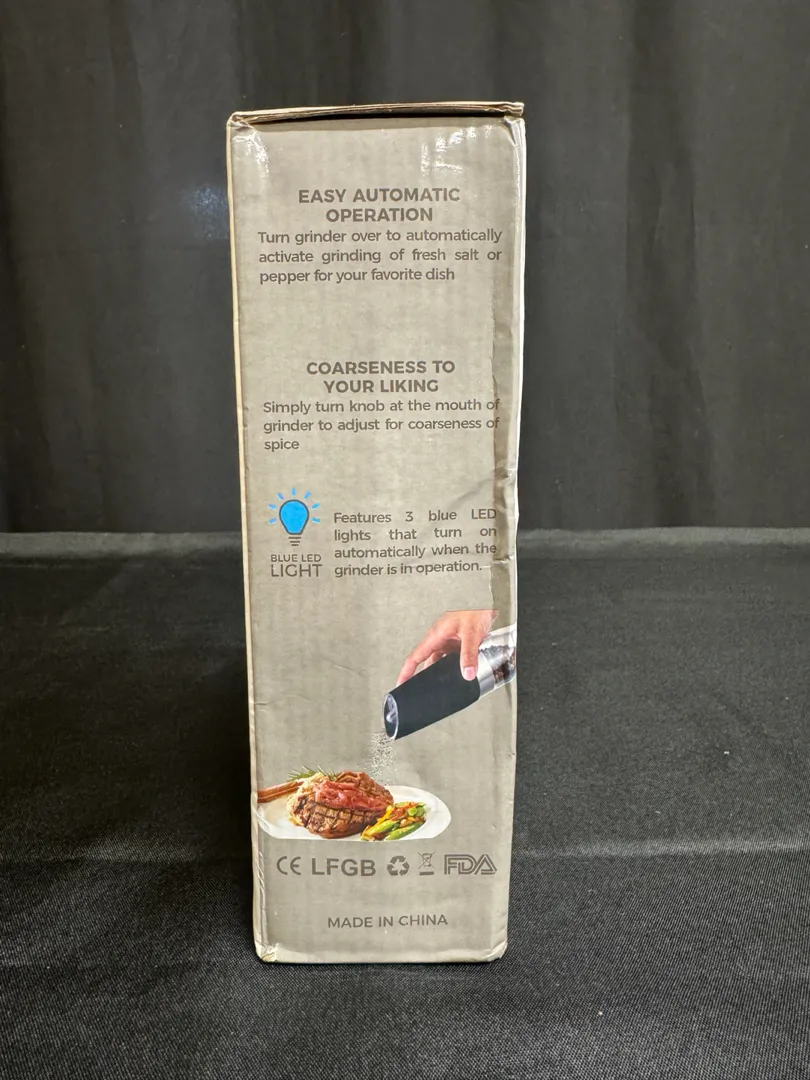 EASY AUTOMATIC
OPERATION
Turn grinder over to automatically
activate grinding of fresh salt or
pepper for your favorite dish
COARSENESS TO
YOUR LIKING
Simply turn knob at the mouth of
grinder to adjust for coarseness of
spice
BLUE LED
LIGHT
Features 3 blue LED
lights that turn on
automatically when the
grinder is in operation.
CE LFGB FDA
MADE IN CHINA